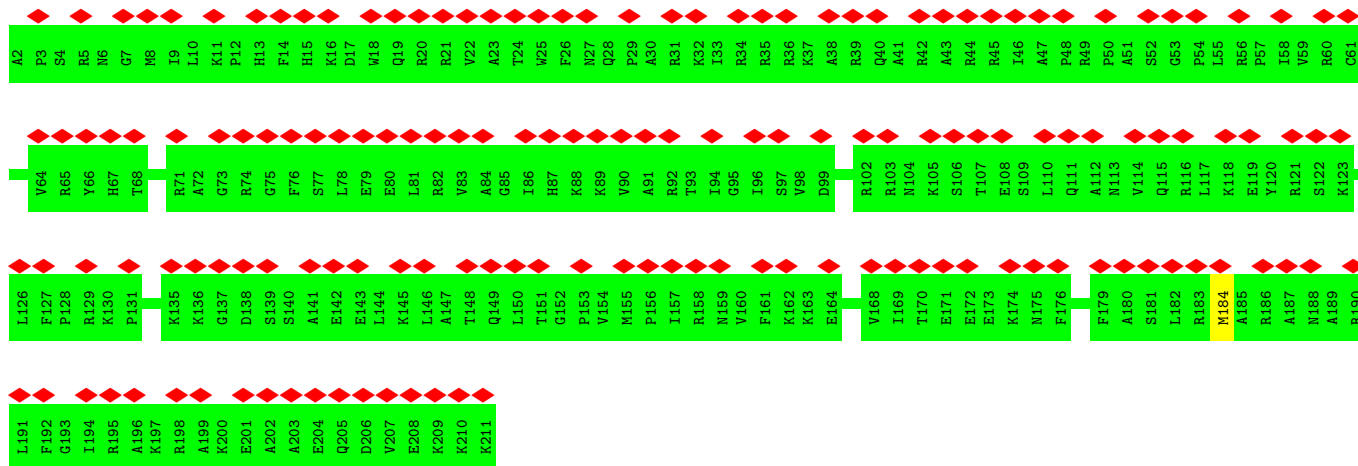 A2 P3 S4 R5 N6 G7 M8 I9 L10 K11 P12 H13 F14 H15 K16 D17 W18 Q19 R20 R21 V22 A23 T24 W25 F26 N27 Q28 P29 A30 R31 K32 I33 R34 R35 R36 K37 A38 R39 Q40 A41 R42 A43 R44 R45 I46 A47 P48 R49 P50 A51 S52 G53 P54 L55 R56 P57 I58 V59 R60 C61
V64 R65 Y66 H67 T68 R71 A72 G73 R74 G75 F76 S77 L78 E79 E80 L81 R82 V83 A84 G85 I86 H87 K88 K89 V90 A91 R92 T93 I94 G95 I96 S97 V98 D99 R102 R103 N104 K105 S106 T107 E108 S109 L110 Q111 A112 N113 V114 Q115 R116 L117 K118 E119 Y120 R121 S122 K123
L126 F127 P128 R129 K130 P131 K135 K136 G137 D138 S139 S140 A141 E142 E143 L144 K145 L146 A147 T148 Q149 L150 T151 G152 P153 V154 M155 P156 I157 R158 N159 V160 F161 K162 K163 E164 V168 I169 T170 E171 E172 E173 K174 N175 F176 F179 A180 S181 L182 R183 M184 A185 R186 A187 N188 A189 R190
L191 F192 G193 I194 R195 A196 K197 R198 A199 K200 E201 A202 A203 E204 Q205 D206 V207 E208 K209 K210 K211